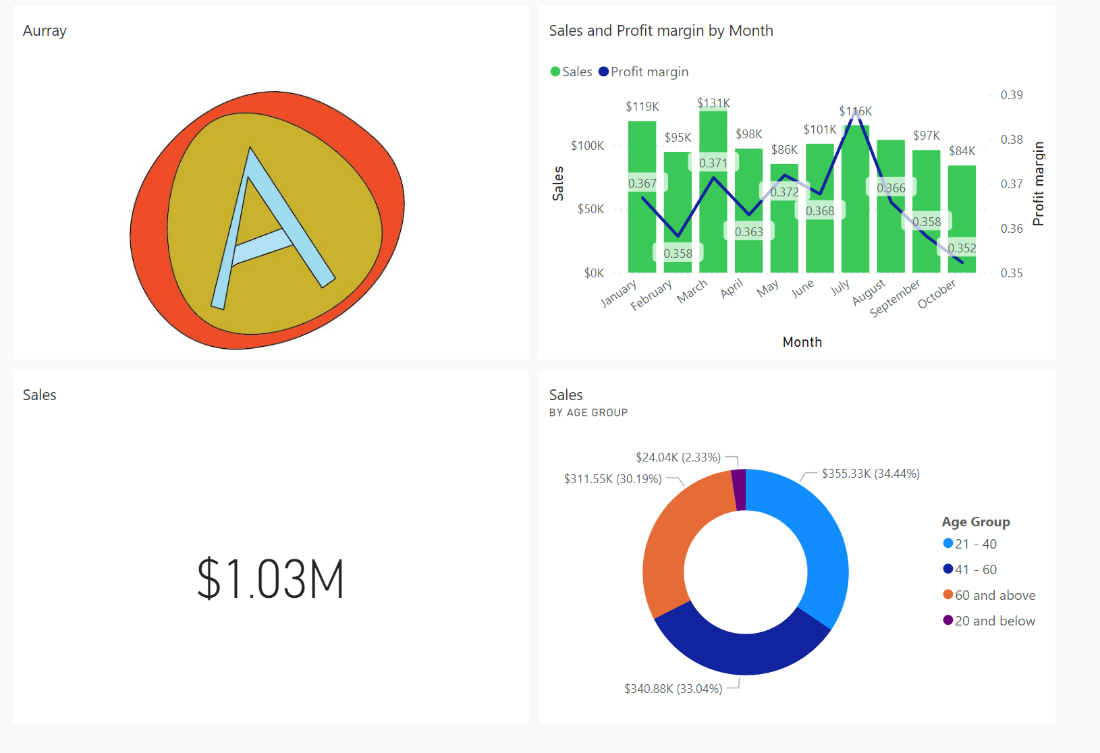 Aurray
A
Sales and Profit margin by Month
Sales Profit margin
0.39
$119K
$131K
$116K
$95K
$98K
$101K
$97K
0.38
$100K
$86K
$84K
0.371
0.367
0.372
0.366
0.37
$50K
0.368
0.358
0.363
0.36
0.358
0.352
$0K
0.35
Sales
Profit margin
January
February
March
April
May
June
July
August
September
October
Month
Sales
$1.03M
Sales
BY AGE GROUP
$24.04K (2.33%)
$311.55K (30.19%)
$355.33K (34.44%)
$340.88K (33.04%)
Age Group
21 - 40
41 - 60
60 and above
20 and below